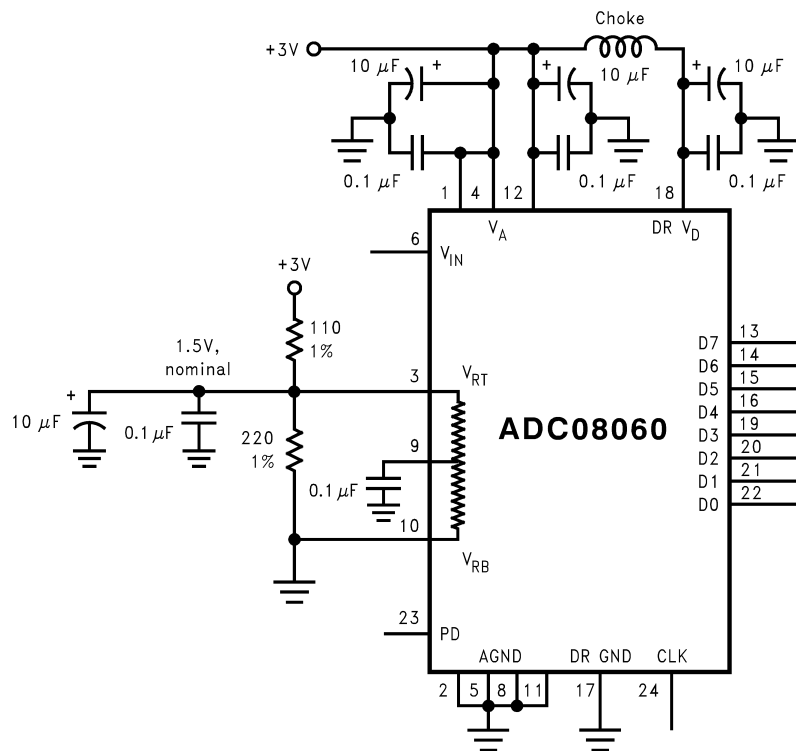 Choke
+3V
10 μF +
+
10 μF
+
10 μF
0.1 μF
0.1 μF
0.1 μF
1
4
12
18
V_A
DR V_D
6
V_IN
+3V
110
1%
1.5V,
nominal
3
V_RT
+
10 μF
0.1 μF
220
1%
9
0.1 μF
10
V_RB
ADC08060
D7
13
D6
14
D5
15
D4
16
D3
19
D2
20
D1
21
D0
22
23
PD
AGND
DR GND
CLK
2
5
8
11
17
24